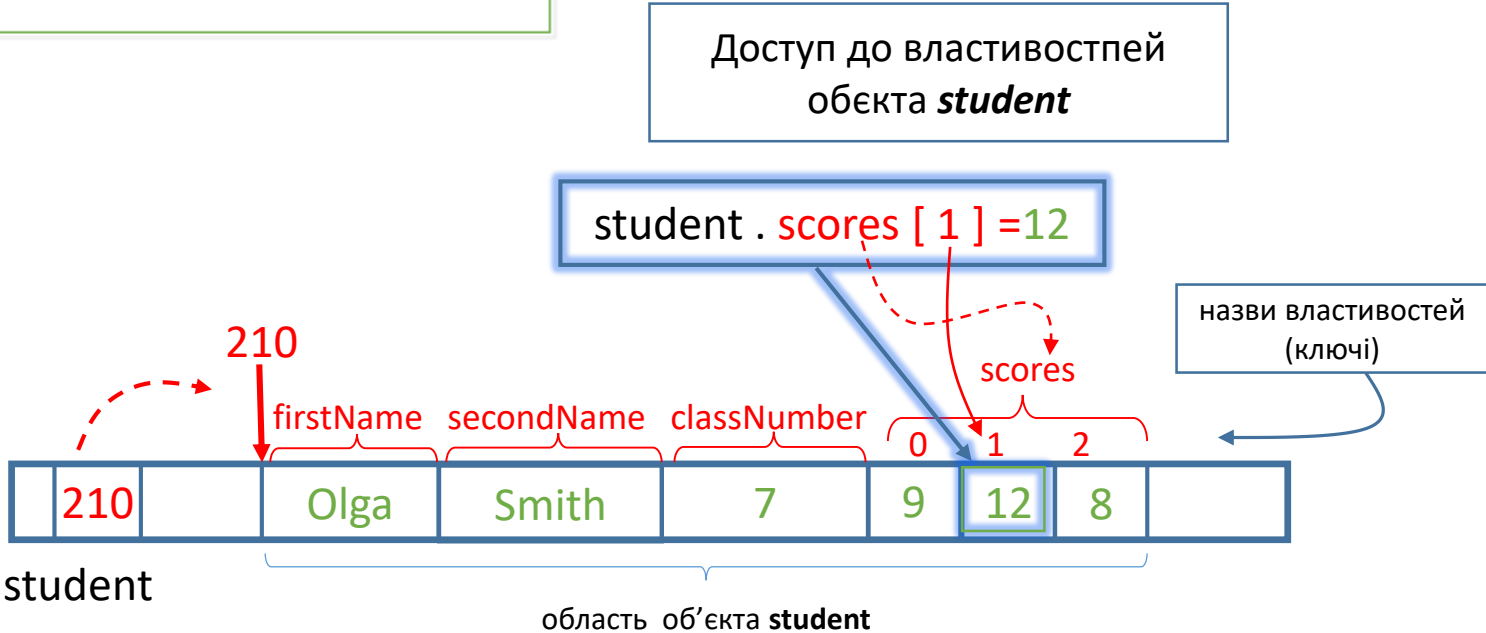 Доступ до властивостпей
обєкта student
student . scores [ 1 ] =12
назви властивостей
(ключі)
210
scores
firstName secondName classNumber
0 1 2
210 Olga Smith 7 9 12 8
student
область об’єкта student